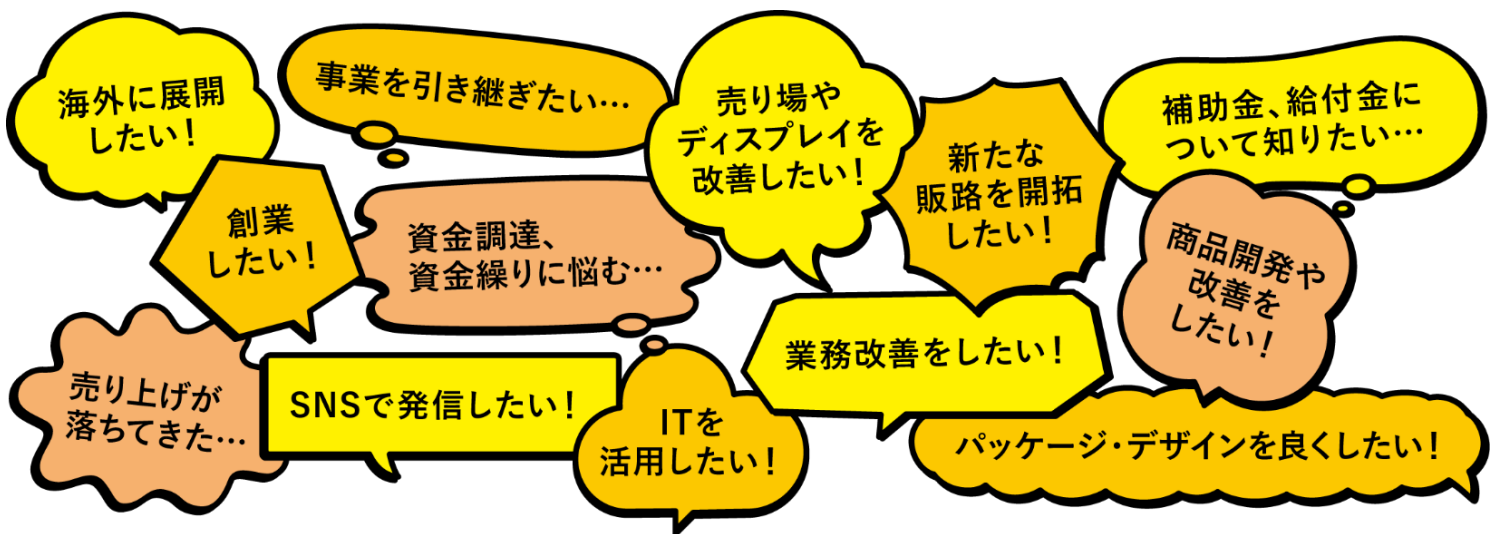 海外に展開
したい！
事業を引き継ぎたい…
売り場や
ディスプレイを
改善したい！
新たな
販路を開拓
したい！
補助金、給付金に
ついて知りたい…
創業
したい！
資金調達、
資金繰りに悩む…
商品開発や
改善を
したい！
売り上げが
落ちてきた…
SNSで発信したい！
ITを
活用したい！
業務改善をしたい！
パッケージ・デザインを良くしたい！